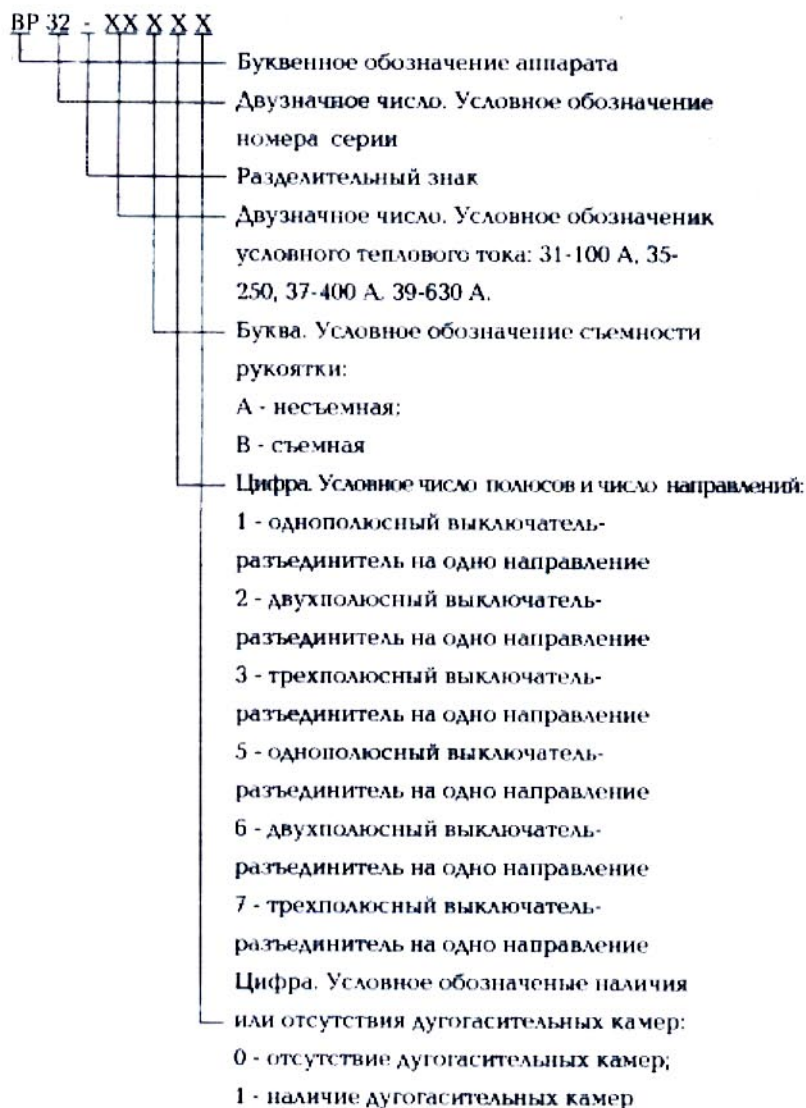 ВР 32 - ХХ Х Х Х
Буквенное обозначение аппарата
Двузначное число. Условное обозначение
номера серии
Разделительный знак
Двузначное число. Условное обозначеник
условного теплового тока: 31-100 А, 35-
250, 37-400 А. 39-630 А.
Буква. Условное обозначение съемности
рукоятки:
А - несъемная;
В - съемная
Цифра. Условное число полюсов и число направлений:
1 - однополюсный выключатель-
разъединитель на одно направление
2 - двухполюсный выключатель-
разъединитель на одно направление
3 - трехполюсный выключатель-
разъединитель на одно направление
5 - однополюсный выключатель-
разъединитель на одно направление
6 - двухполюсный выключатель-
разъединитель на одно направление
7 - трехполюсный выключатель-
разъединитель на одно направление
Цифра. Условное обозначеные наличия
или отсутствия дугогасительных камер:
0 - отсутствие дугогасительных камер;
1 - наличие дугогасительных камер